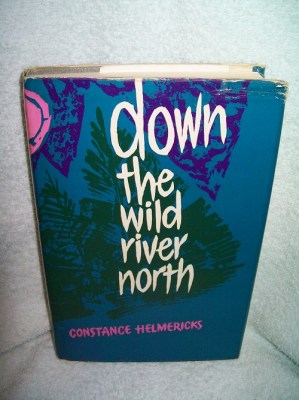 down
the
wild
river
north
CONSTANCE HELMERICKS